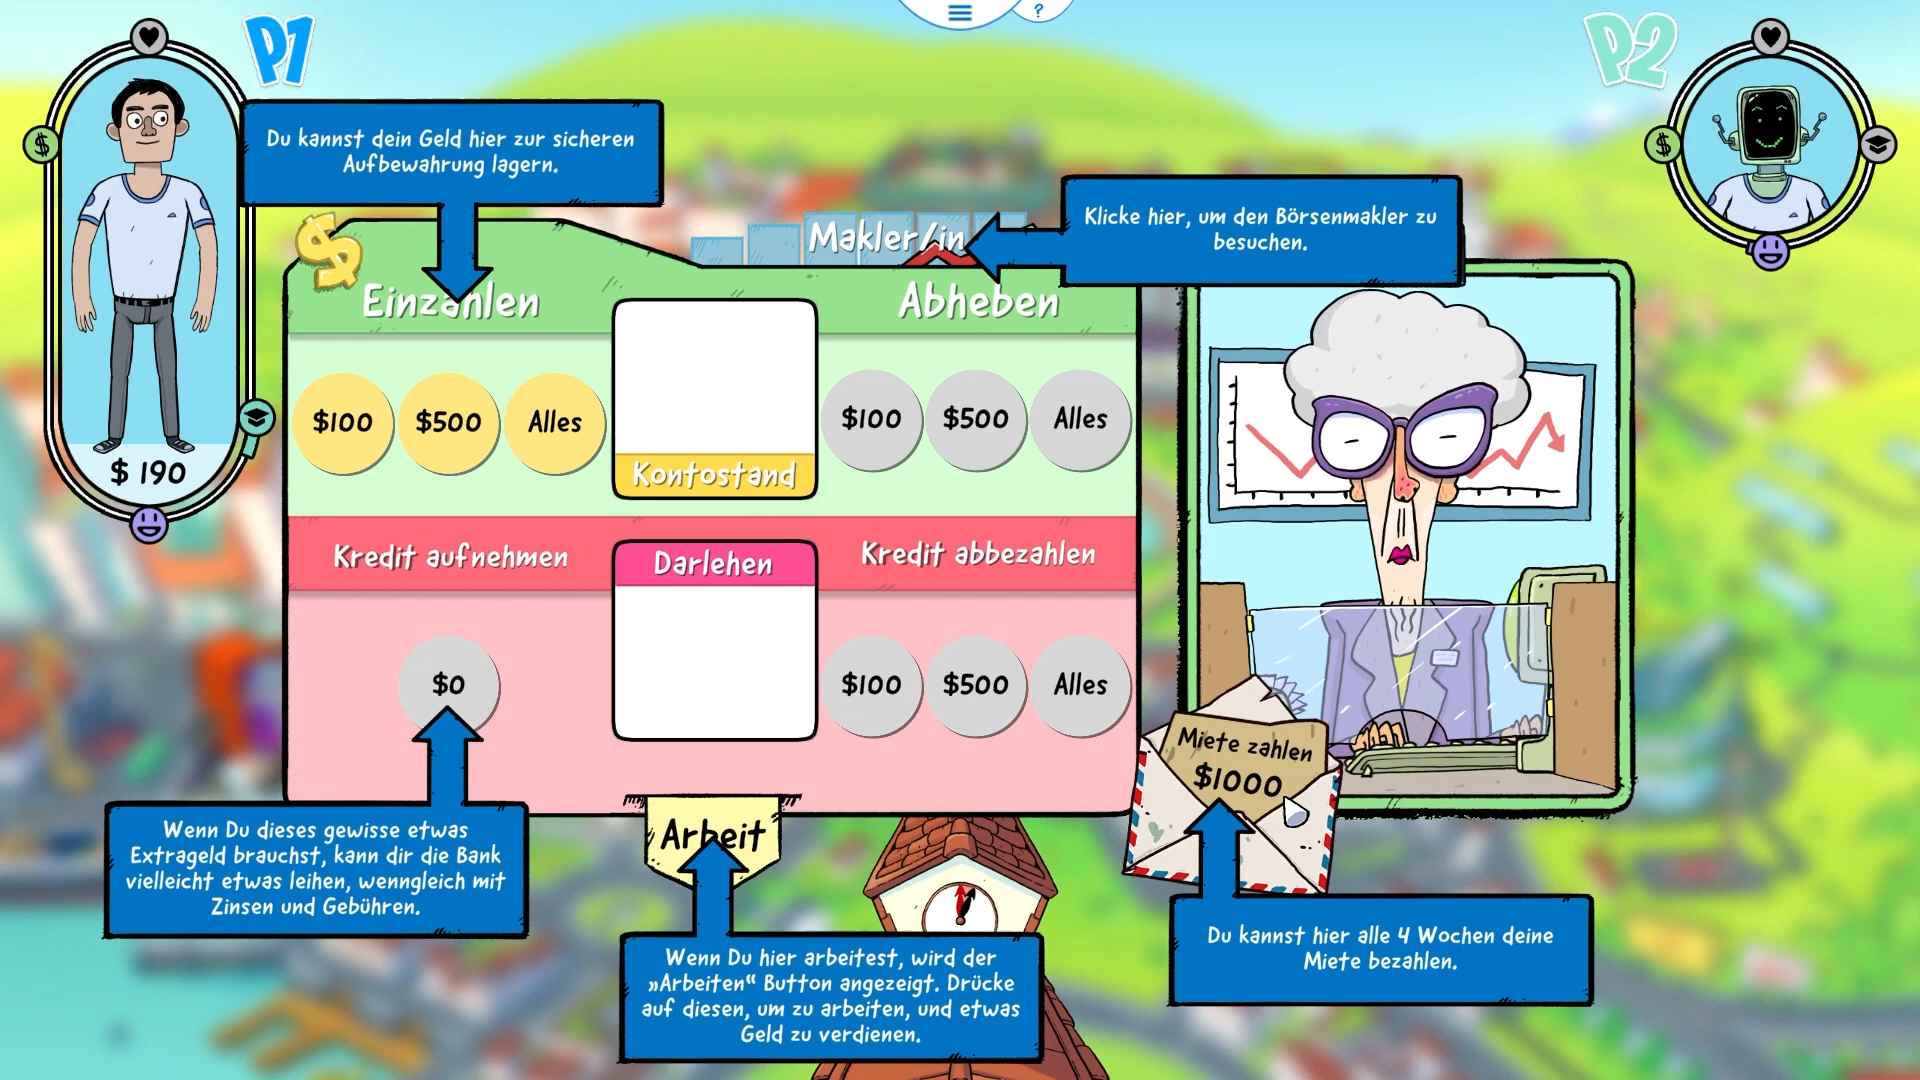 P1
P2
?
$
$
$ 190
Du kannst dein Geld hier zur sicheren
Aufbewahrung lagern.
Makler/in
Klicke hier, um den Börsenmakler zu
besuchen.
$
Einzahlen
Abheben
$100
$500
Alles
Kontostand
$100
$500
Alles
Kredit aufnehmen
Darlehen
Kredit abbezahlen
$0
$100
$500
Alles
Miete zahlen
$1000
Arbeit
Wenn Du dieses gewisse etwas
Extrageld brauchst, kann dir die Bank
vielleicht etwas leihen, wenngleich mit
Zinsen und Gebühren.
Wenn Du hier arbeitest, wird der
»Arbeiten“ Button angezeigt. Drücke
auf diesen, um zu arbeiten, und etwas
Geld zu verdienen.
Du kannst hier alle 4 Wochen deine
Miete bezahlen.